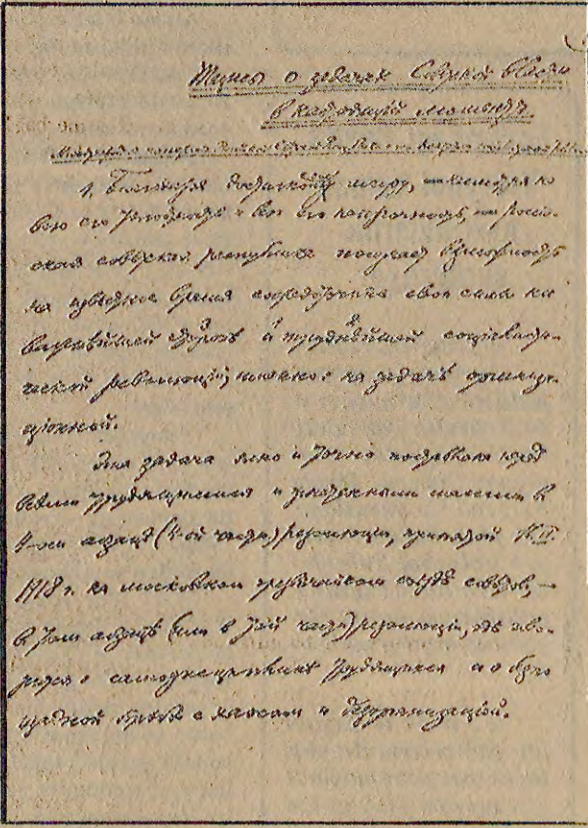 Тезисы о задачах Советской власти
в настоящий момент.
1. Благодаря достигнутому миру, — несмотря на
всю его тягостность и всю его непрочность, — Россий-
ская советская республика получает возможность
на известное время сосредоточить свои силы на
важнейшей стороне и труднейшей социалисти-
ческой революции, именно: на задаче организа-
ционной.
Эта задача ясно и точно поставлена перед
всеми трудящимися и угнетенными массами в
4-ом абзаце (4-ой части) резолюции, принятой 16.III.
1918 г. на московском чрезвычайном съезде советов, —
в том абзаце (или в той части) резолюции, где гово-
рится о самодисциплине трудящихся и о беспо-
щадной борьбе с хаосом и дезорганизацией.